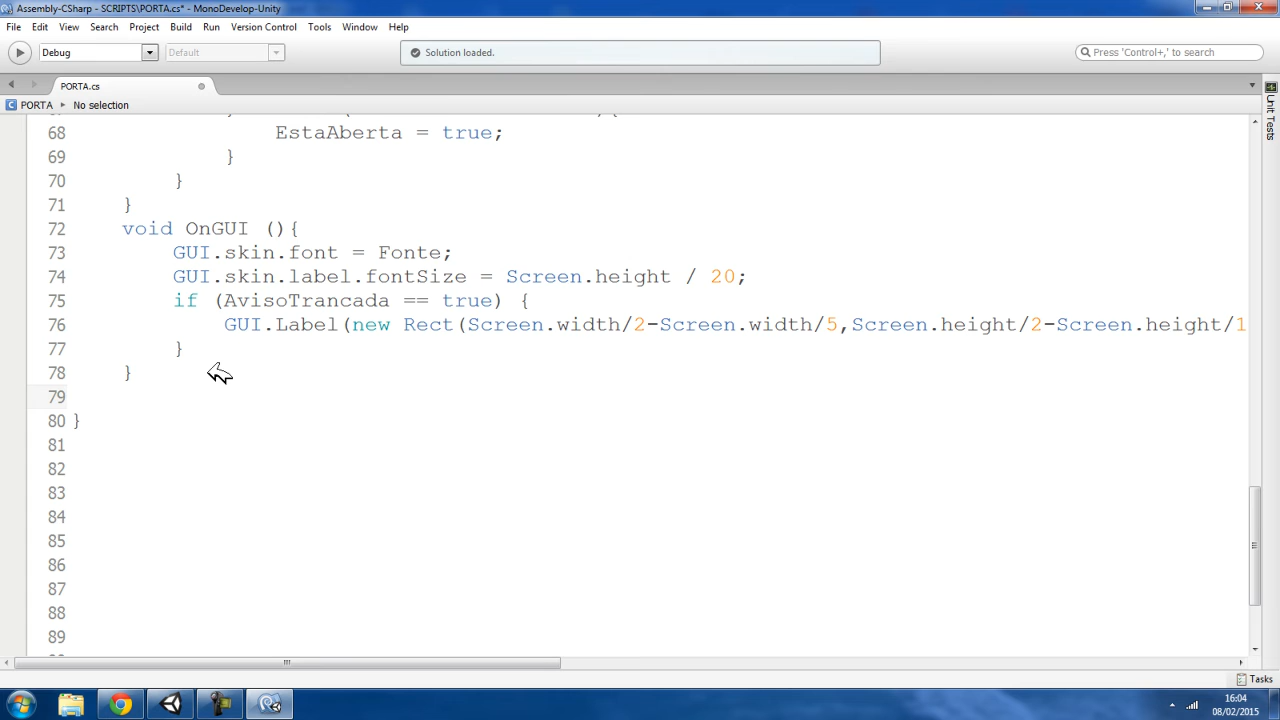 Assembly-CSharp - SCRIPTS\PORTA.cs* - MonoDevelop-Unity
File Edit View Search Project Build Run Version Control Tools Window Help
Debug Default Solution loaded. Press 'Control+,' to search
PORTA.cs
PORTA No selection
Unit Tests
68 EstaAberta = true;
69 }
70 }
71 }
72 void OnGUI (){
73 GUI.skin.font = Fonte;
74 GUI.skin.label.fontSize = Screen.height / 20;
75 if (AvisoTrancada == true) {
76 GUI.Label(new Rect(Screen.width/2-Screen.width/5,Screen.height/2-Screen.height/1
77 }
78 }
79
80 }
81
82
83
84
85
86
87
88
89
Tasks
16:04
08/02/2015